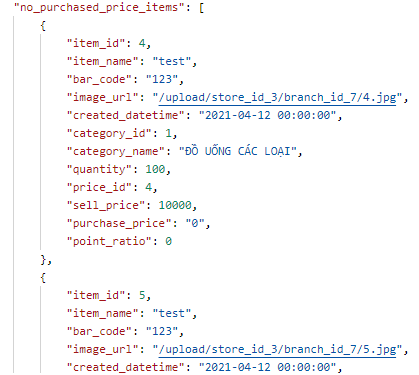 "no_purchased_price_items": [
{
"item_id": 4,
"item_name": "test",
"bar_code": "123",
"image_url": "/upload/store_id_3/branch_id_7/4.jpg",
"created_datetime": "2021-04-12 00:00:00",
"category_id": 1,
"category_name": "ĐỒ UỐNG CÁC LOẠI",
"quantity": 100,
"price_id": 4,
"sell_price": 10000,
"purchase_price": "0",
"point_ratio": 0
},
{
"item_id": 5,
"item_name": "test",
"bar_code": "123",
"image_url": "/upload/store_id_3/branch_id_7/5.jpg",
"created_datetime": "2021-04-12 00:00:00",